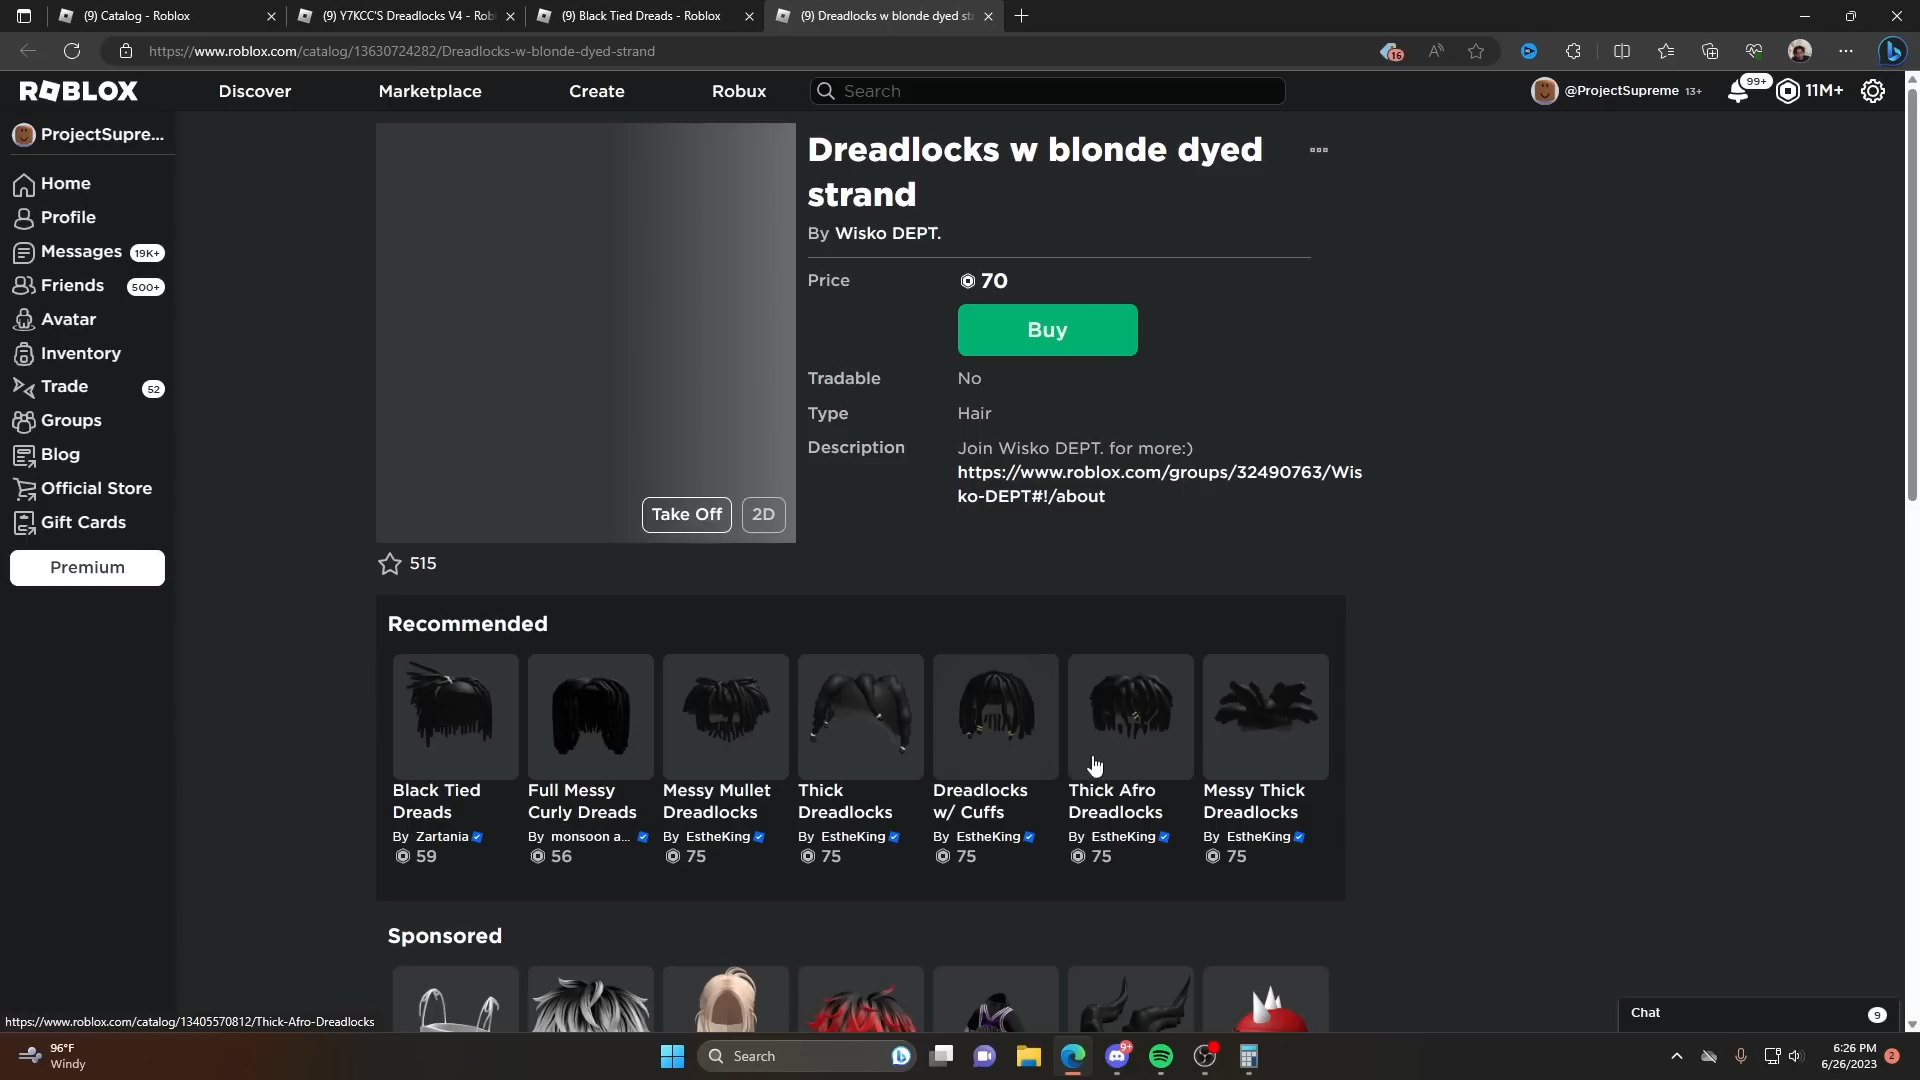 (9) Catalog - Roblox
(9) Y7KCC'S Dreadlocks V4 - Rob
(9) Black Tied Dreads - Roblox
(9) Dreadlocks w blonde dyed str
https://www.roblox.com/catalog/13630724282/Dreadlocks-w-blonde-dyed-strand
16
ROBLOX
Discover
Marketplace
Create
Robux
Search
@ProjectSupreme 13+
99+
11M+
ProjectSupre...
Home
Profile
Messages 19K+
Friends 500+
Avatar
Inventory
Trade 52
Groups
Blog
Official Store
Gift Cards
Premium
Take Off
2D
515
Dreadlocks w blonde dyed
strand
By Wisko DEPT.
Price 70
Buy
Tradable No
Type Hair
Description Join Wisko DEPT. for more:)
https://www.roblox.com/groups/32490763/Wis
ko-DEPT#!/about
Recommended
Black Tied
Dreads
By Zartania
59
Full Messy
Curly Dreads
By monsoon a...
56
Messy Mullet
Dreadlocks
By EstheKing
75
Thick
Dreadlocks
By EstheKing
75
Dreadlocks
w/ Cuffs
By EstheKing
75
Thick Afro
Dreadlocks
By EstheKing
75
Messy Thick
Dreadlocks
By EstheKing
75
Sponsored
https://www.roblox.com/catalog/13405570812/Thick-Afro-Dreadlocks
Chat 9
96°F
Windy
Search
9+
6:26 PM
6/26/2023
2